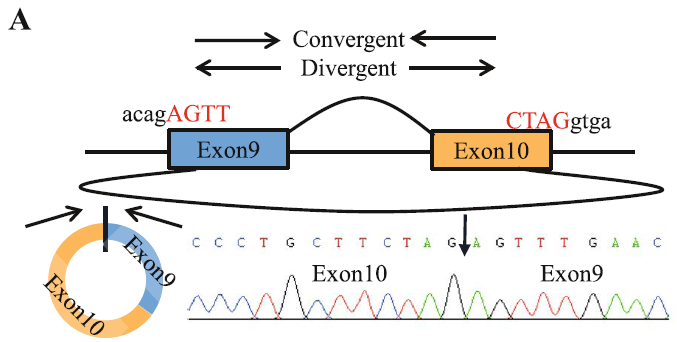 A
Convergent
Divergent
acagAGTT
CTAGgtga
Exon9
Exon10
Exon9
Exon10
C C C T G C T T C T A G A G T T T G A A C
Exon10
Exon9